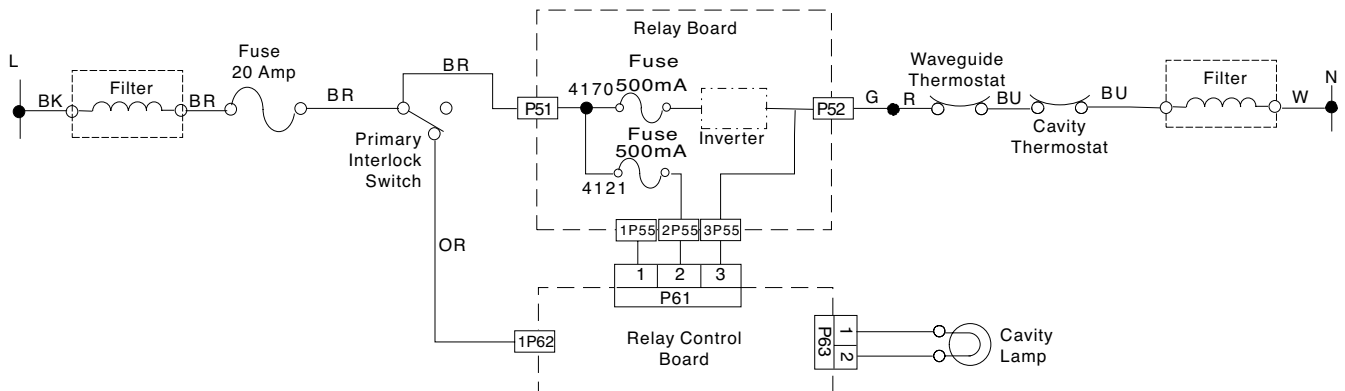 Relay Board
L
Fuse
20 Amp
Filter
BK
BR
BR
BR
Primary
Interlock
Switch
P51
4170
Fuse
500mA
Inverter
Fuse
500mA
4121
P52
G
R
Waveguide
Thermostat
BU
Cavity
Thermostat
BU
Filter
W
N
1P55
2P55
3P55
OR
1
2
3
P61
1P62
Relay Control
Board
P63
1
2
Cavity
Lamp